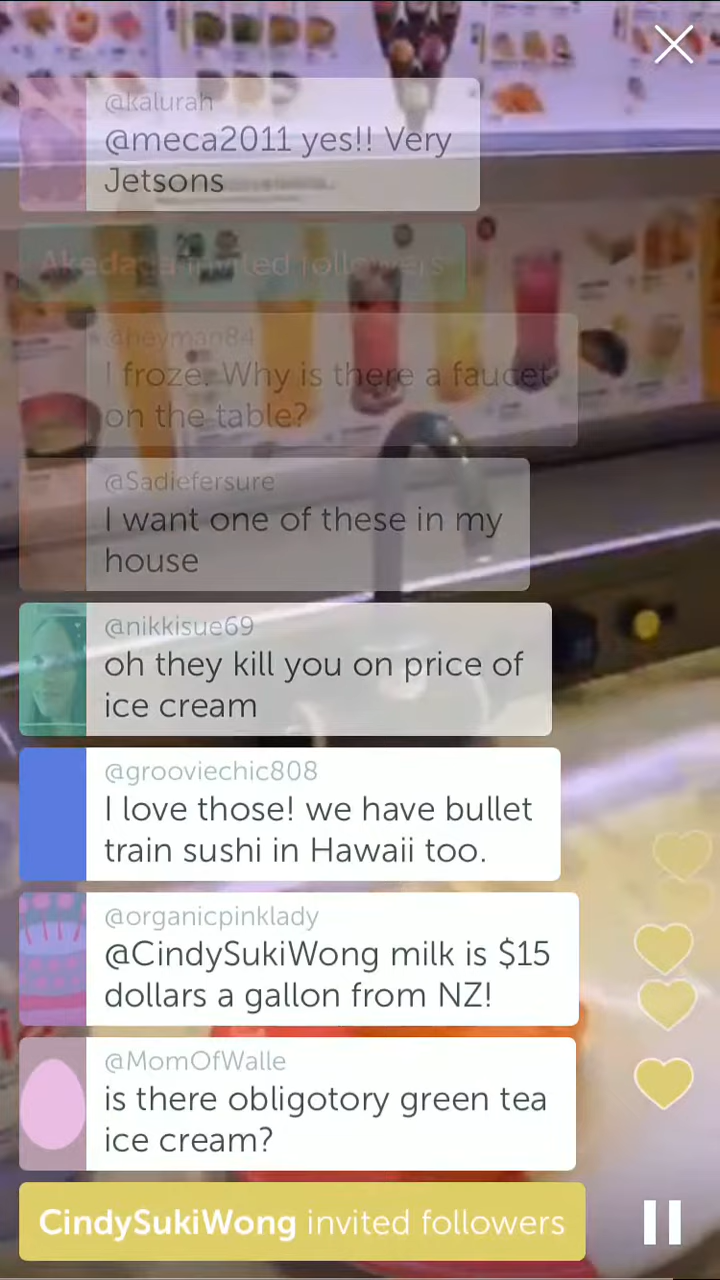 @kalurah
@meca2011 yes!! Very
Jetsons
invited followers
@heyman84
I froze. Why is there a faucet
on the table?
@Sadiefersure
I want one of these in my
house
@nikkisue69
oh they kill you on price of
ice cream
@grooviechic808
I love those! we have bullet
train sushi in Hawaii too.
@organicpinklady
@CindySukiWong milk is $15
dollars a gallon from NZ!
@MomOfWalle
is there obligotory green tea
ice cream?
CindySukiWong invited followers